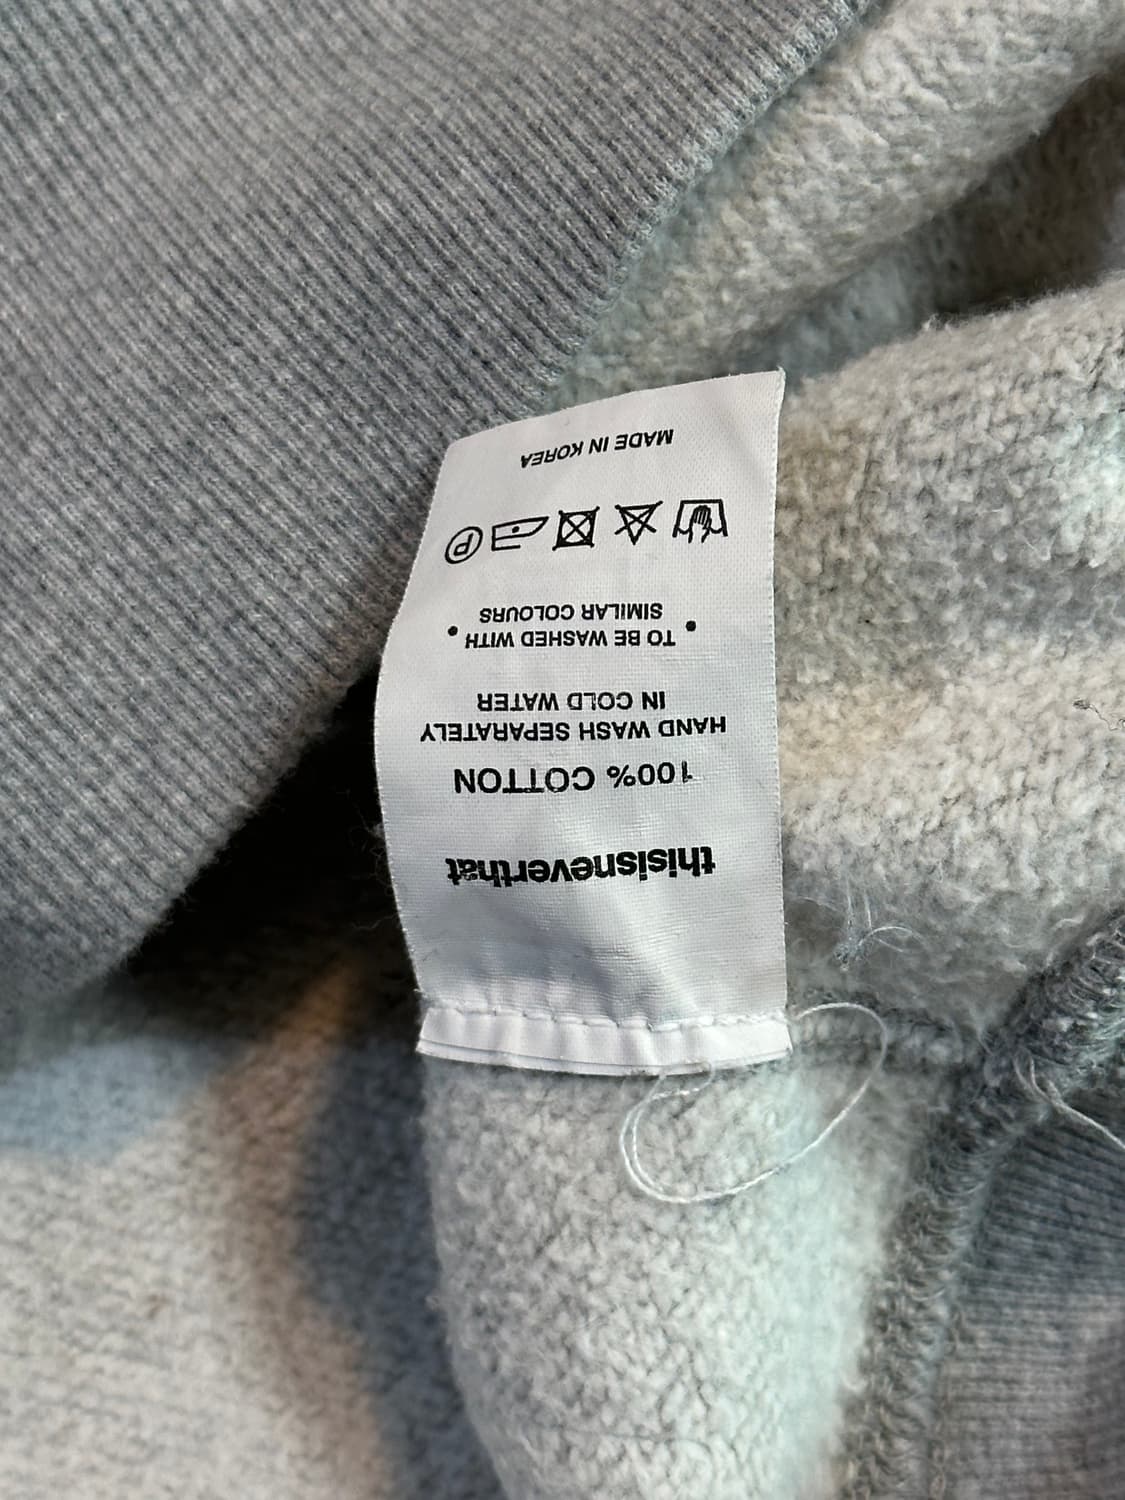 thisisneverthat
100% COTTON
HAND WASH SEPARATELY
IN COLD WATER
• TO BE WASHED WITH •
SIMILAR COLOURS
P
MADE IN KOREA